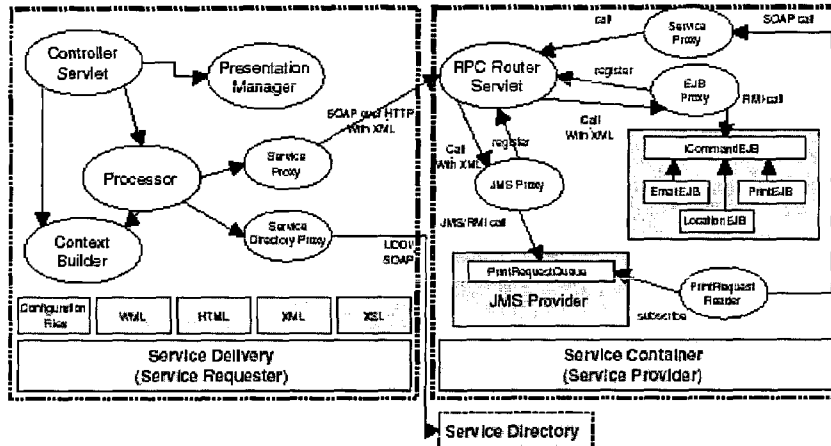 Controller
Servlet
Presentation
Manager
Processor
Service
Proxy
Service
Directory Proxy
Context
Builder
SOAP over HTTP
With XML
UDDI/
SOAP
Configuration
Files
WML
HTML
XML
XSL
Service Delivery
(Service Requester)
call
Service
Proxy
SOAP call
RPC Router
Servlet
register
EJB
Proxy
RMI call
Call
With XML
Call
With XML
register
JMS Proxy
JMS/RMI call
ICommandEJB
EmailEJB
PrintEJB
LocationEJB
PrintRequestQueue
JMS Provider
PrintRequest
Reader
subscribe
Service Container
(Service Provider)
Service Directory